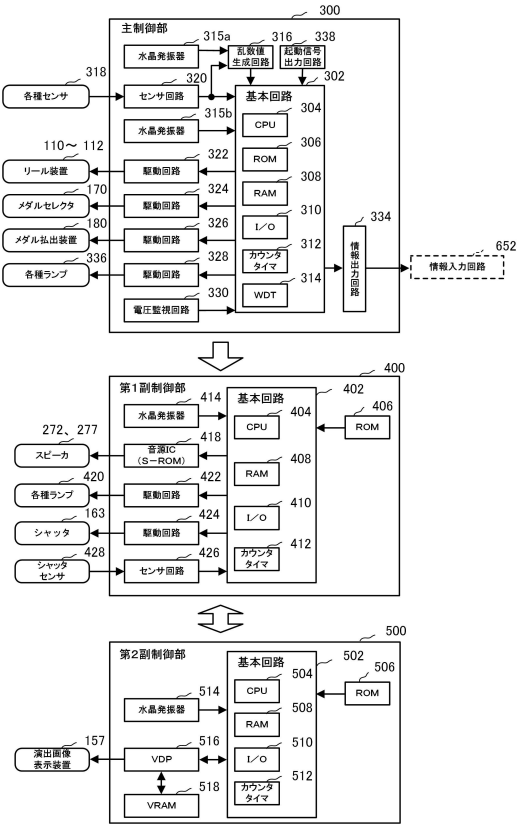 300
主制御部
315a
水晶発振器
316
乱数値
生成回路
338
起動信号
出力回路
318
各種センサ
320
センサ回路
302
基本回路
304
CPU
315b
水晶発振器
306
ROM
110～ 112
リール装置
322
駆動回路
308
RAM
170
メダルセレクタ
324
駆動回路
310
I／O
180
メダル払出装置
326
駆動回路
312
カウンタ
タイマ
334
情報出力回路
652
情報入力回路
336
各種ランプ
328
駆動回路
314
WDT
330
電圧監視回路
400
第1副制御部
414
水晶発振器
402
基本回路
404
CPU
406
ROM
272、277
スピーカ
418
音源IC
（S－ROM）
408
RAM
420
各種ランプ
422
駆動回路
410
I／O
163
シャッタ
424
駆動回路
412
カウンタ
タイマ
428
シャッタ
センサ
426
センサ回路
500
第2副制御部
514
水晶発振器
502
基本回路
504
CPU
506
ROM
508
RAM
157
演出画像
表示装置
516
VDP
510
I／O
518
VRAM
512
カウンタ
タイマ